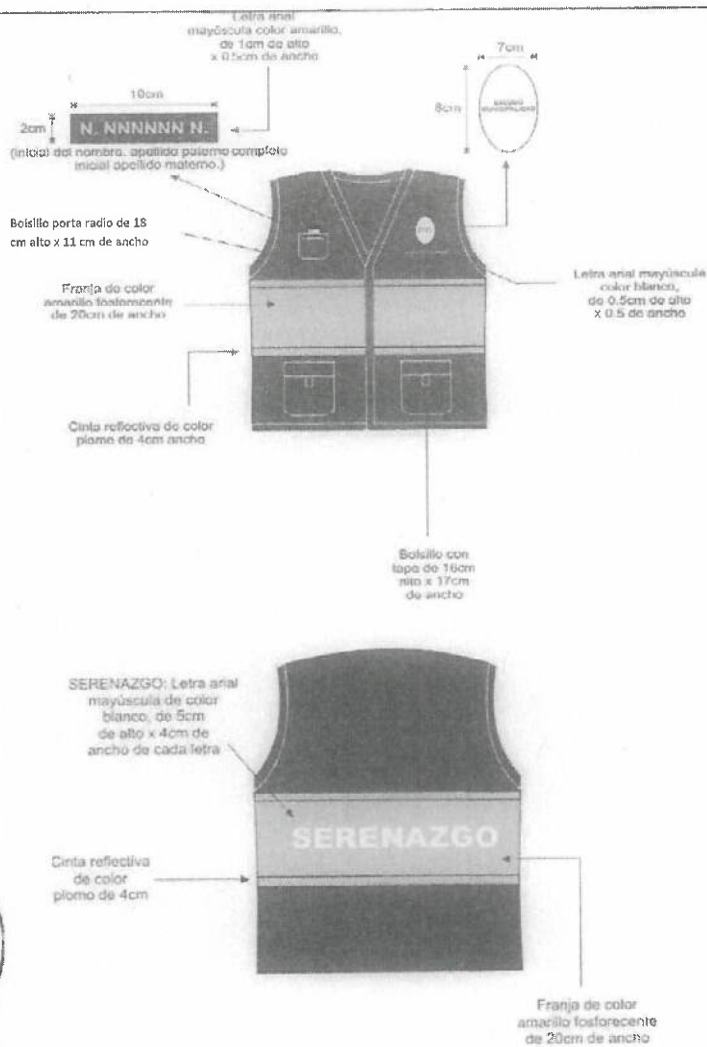 Letra arial
mayúscula color amarillo,
de 1cm de alto
x 0.5cm de ancho
7cm
10cm
8cm
2cm
N. NNNNNN N.
ESCUDO
MUNICIPALIDAD
(inicial del nombre, apellido paterno completo
inicial apellido materno.)
Bolsillo porta radio de 18
cm alto x 11 cm de ancho
Franja de color
amarillo fosforecente
de 20cm de ancho
Letra arial mayúscula
color blanco,
de 0.5cm de alto
x 0.5 de ancho
Cinta reflectiva de color
plomo de 4cm ancho
Bolsillo con
tapa de 16cm
alto x 17cm
de ancho
SERENAZGO: Letra arial
mayúscula de color
blanco, de 5cm
de alto x 4cm de
ancho de cada letra
SERENAZGO
Cinta reflectiva
de color
plomo de 4cm
Franja de color
amarillo fosforecente
de 20cm de ancho